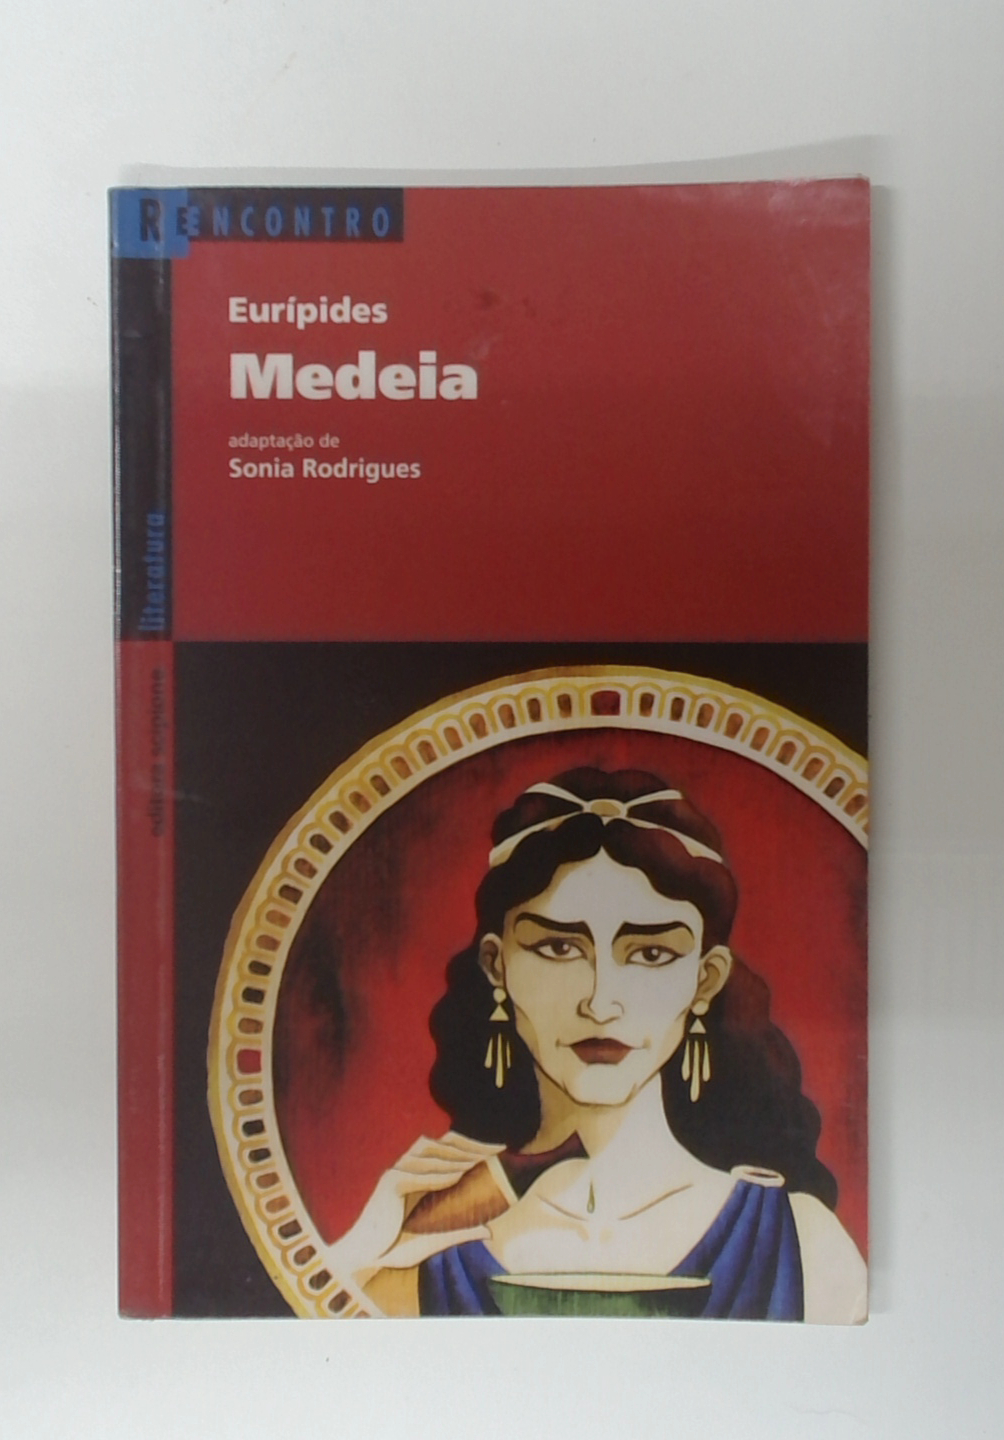 REENCONTRO
Eurípides
Medeia
adaptação de
Sonia Rodrigues
literatura
editora scipione